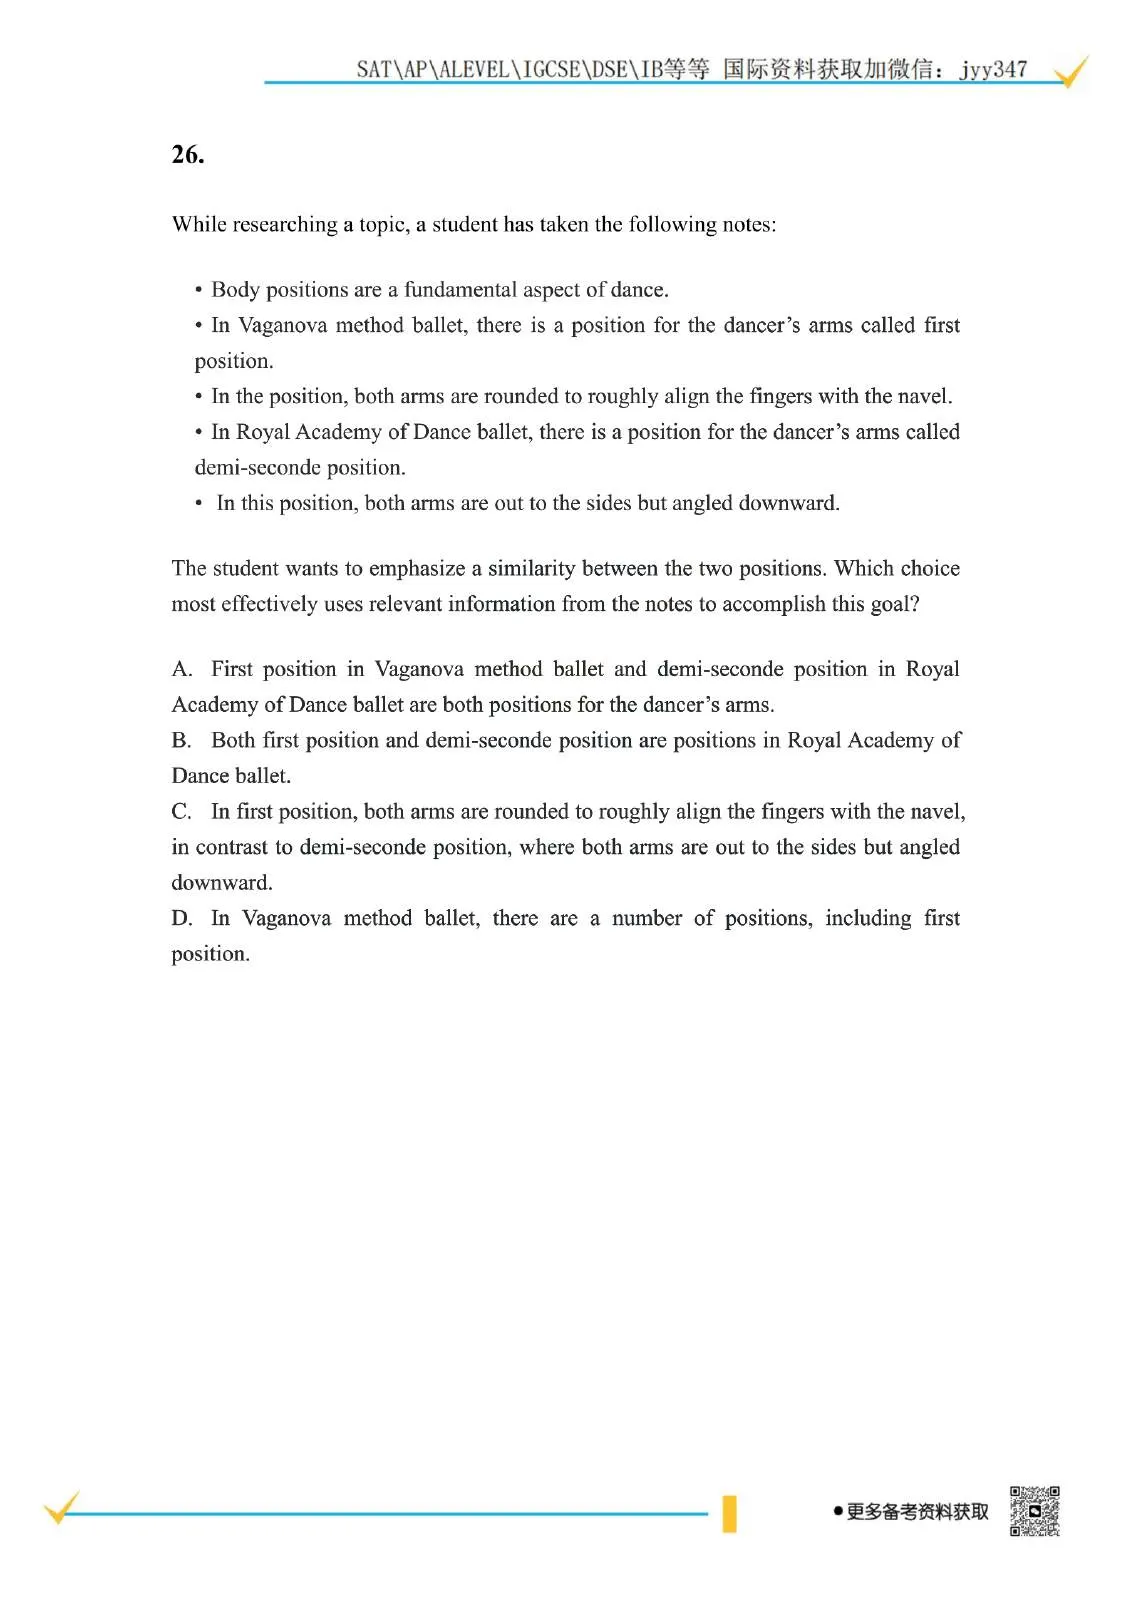 SAT\AP\ALEVEL\IGCSE\DSE\IB等等 国际资料获取加微信：jyy347
26.
While researching a topic, a student has taken the following notes:
• Body positions are a fundamental aspect of dance.
• In Vaganova method ballet, there is a position for the dancer’s arms called first
position.
• In the position, both arms are rounded to roughly align the fingers with the navel.
• In Royal Academy of Dance ballet, there is a position for the dancer’s arms called
demi-seconde position.
• In this position, both arms are out to the sides but angled downward.
The student wants to emphasize a similarity between the two positions. Which choice
most effectively uses relevant information from the notes to accomplish this goal?
A. First position in Vaganova method ballet and demi-seconde position in Royal
Academy of Dance ballet are both positions for the dancer’s arms.
B. Both first position and demi-seconde position are positions in Royal Academy of
Dance ballet.
C. In first position, both arms are rounded to roughly align the fingers with the navel,
in contrast to demi-seconde position, where both arms are out to the sides but angled
downward.
D. In Vaganova method ballet, there are a number of positions, including first
position.
●更多备考资料获取